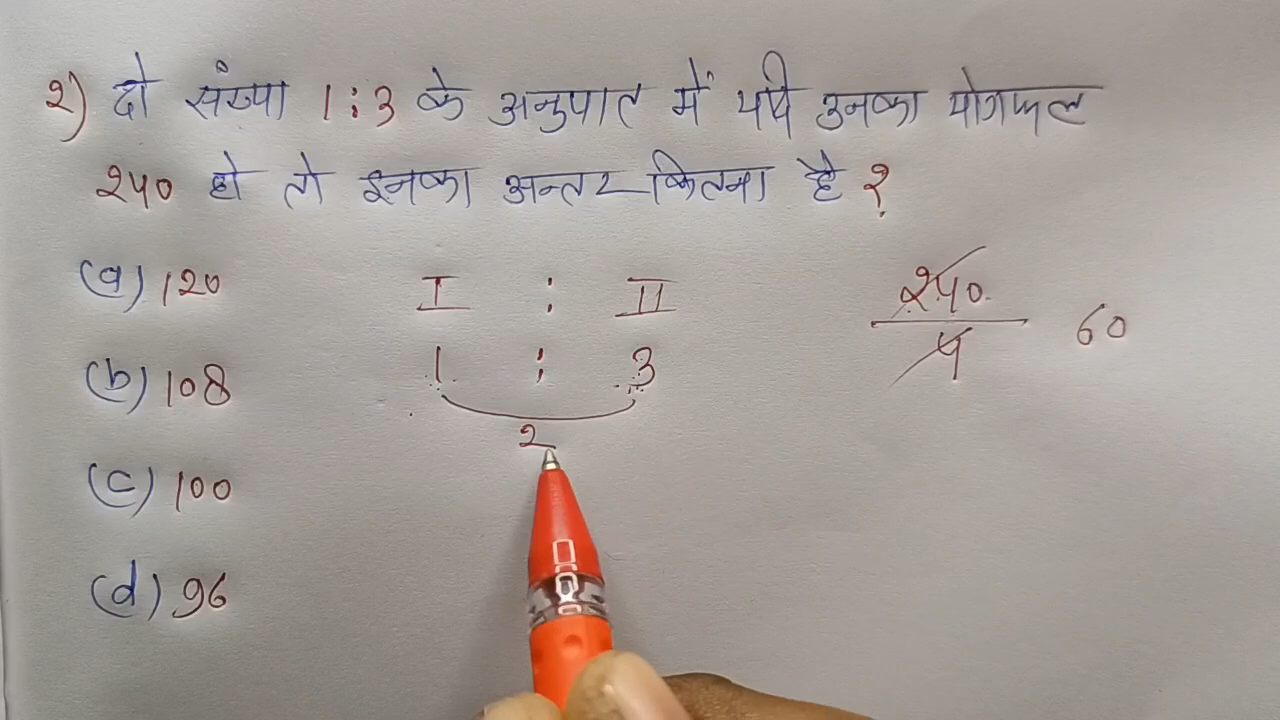 2) दो संख्या 1:3 के अनुपात में यदि उनका योगफल
240 हो तो इनका अन्तर कितना है ?
(a) 120
(b) 108
(c) 100
(d) 96
I : II
1 : 3
2
240
4
60